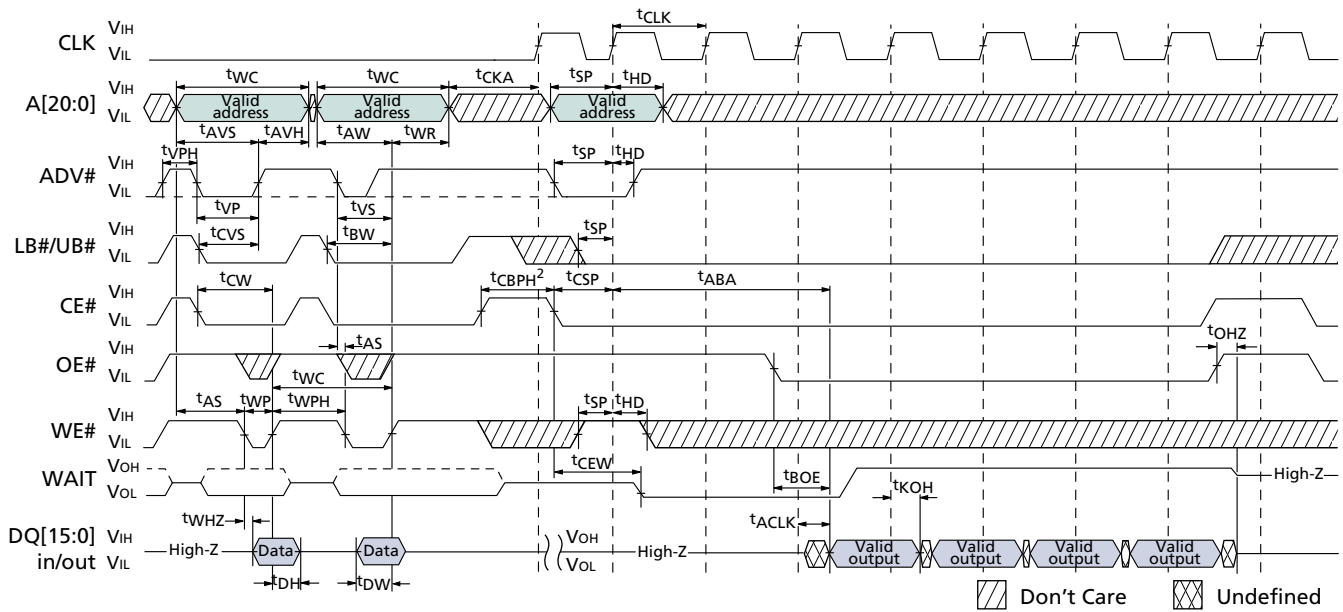 CLK VIH VIL tCLK
A[20:0] VIH VIL tWC tWC tCKA tSP tHD
Valid address Valid address Valid address
tAVS tAVH tAW tWR
ADV# VIH VIL tVPH tSP tHD
tVP tVS
LB#/UB# VIH VIL tCVS tBW tSP
CE# VIH VIL tCW tCBPH2 tCSP tABA
OE# VIH VIL tAS tOHZ
tWC
WE# VIH VIL tAS tWP tWPH tSP tHD
WAIT VOH VOL tCEW tBOE tKOH High-Z
tWHZ tACLK
DQ[15:0] in/out VIH VIL High-Z Data Data VOH VOL High-Z Valid output Valid output Valid output Valid output
tDH tDW
Don't Care Undefined